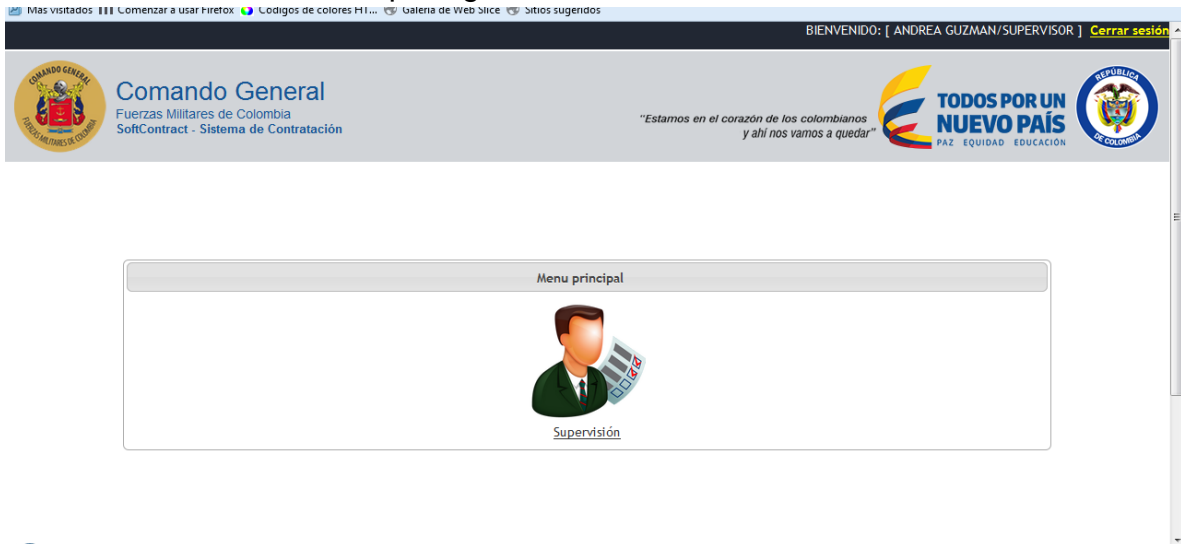 Mas visitados Comenzar a usar Firefox Códigos de colores HT... Galería de Web Slice Sitios sugeridos
BIENVENIDO: [ ANDREA GUZMAN/SUPERVISOR ] Cerrar sesión
COMANDO GENERAL
FUERZAS MILITARES DE COLOMBIA
Comando General
Fuerzas Militares de Colombia
SoftContract - Sistema de Contratación
"Estamos en el corazón de los colombianos
y ahí nos vamos a quedar"
TODOS POR UN
NUEVO PAÍS
PAZ EQUIDAD EDUCACIÓN
REPÚBLICA
DE COLOMBIA
Menu principal
Supervisión